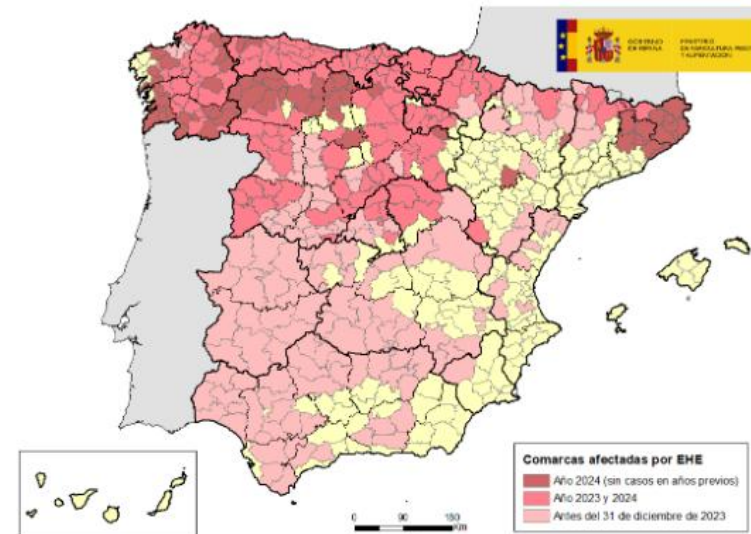 GOBIERNO
DE ESPAÑA
MINISTERIO
DE AGRICULTURA, PESCA
Y ALIMENTACIÓN
Comarcas afectadas por EHE
Año 2024 (sin casos en años previos)
Año 2023 y 2024
Antes del 31 de diciembre de 2023
0 90 180
Km